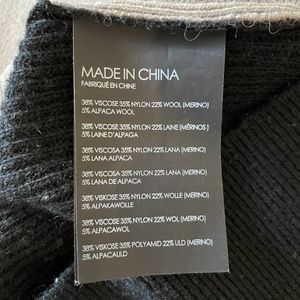 MADE IN CHINA
FABRIQUÉ EN CHINE
38% VISCOSE 35% NYLON 22% WOOL (MERINO)
5% ALPACA WOOL
38% VISCOSE 35% NYLON 22% LAINE (MÉRINOS)
5% LAINE D'ALPAGA
38% VISCOSA 35% NYLON 22% LANA (MERINO)
5% LANA ALPACA
38% VISCOSA 35% NYLON 22% LANA (MERINO)
5% LANA DE ALPACA
38% VISKOSE 35% NYLON 22% WOLLE (MERINO)
5% ALPAKAWOLLE
38% VISCOSE 35% NYLON 22% WOL (MERINO)
5% ALPACAWOL
38% VISKOSE 35% POLYAMID 22% ULD (MERINO)
5% ALPACAULD